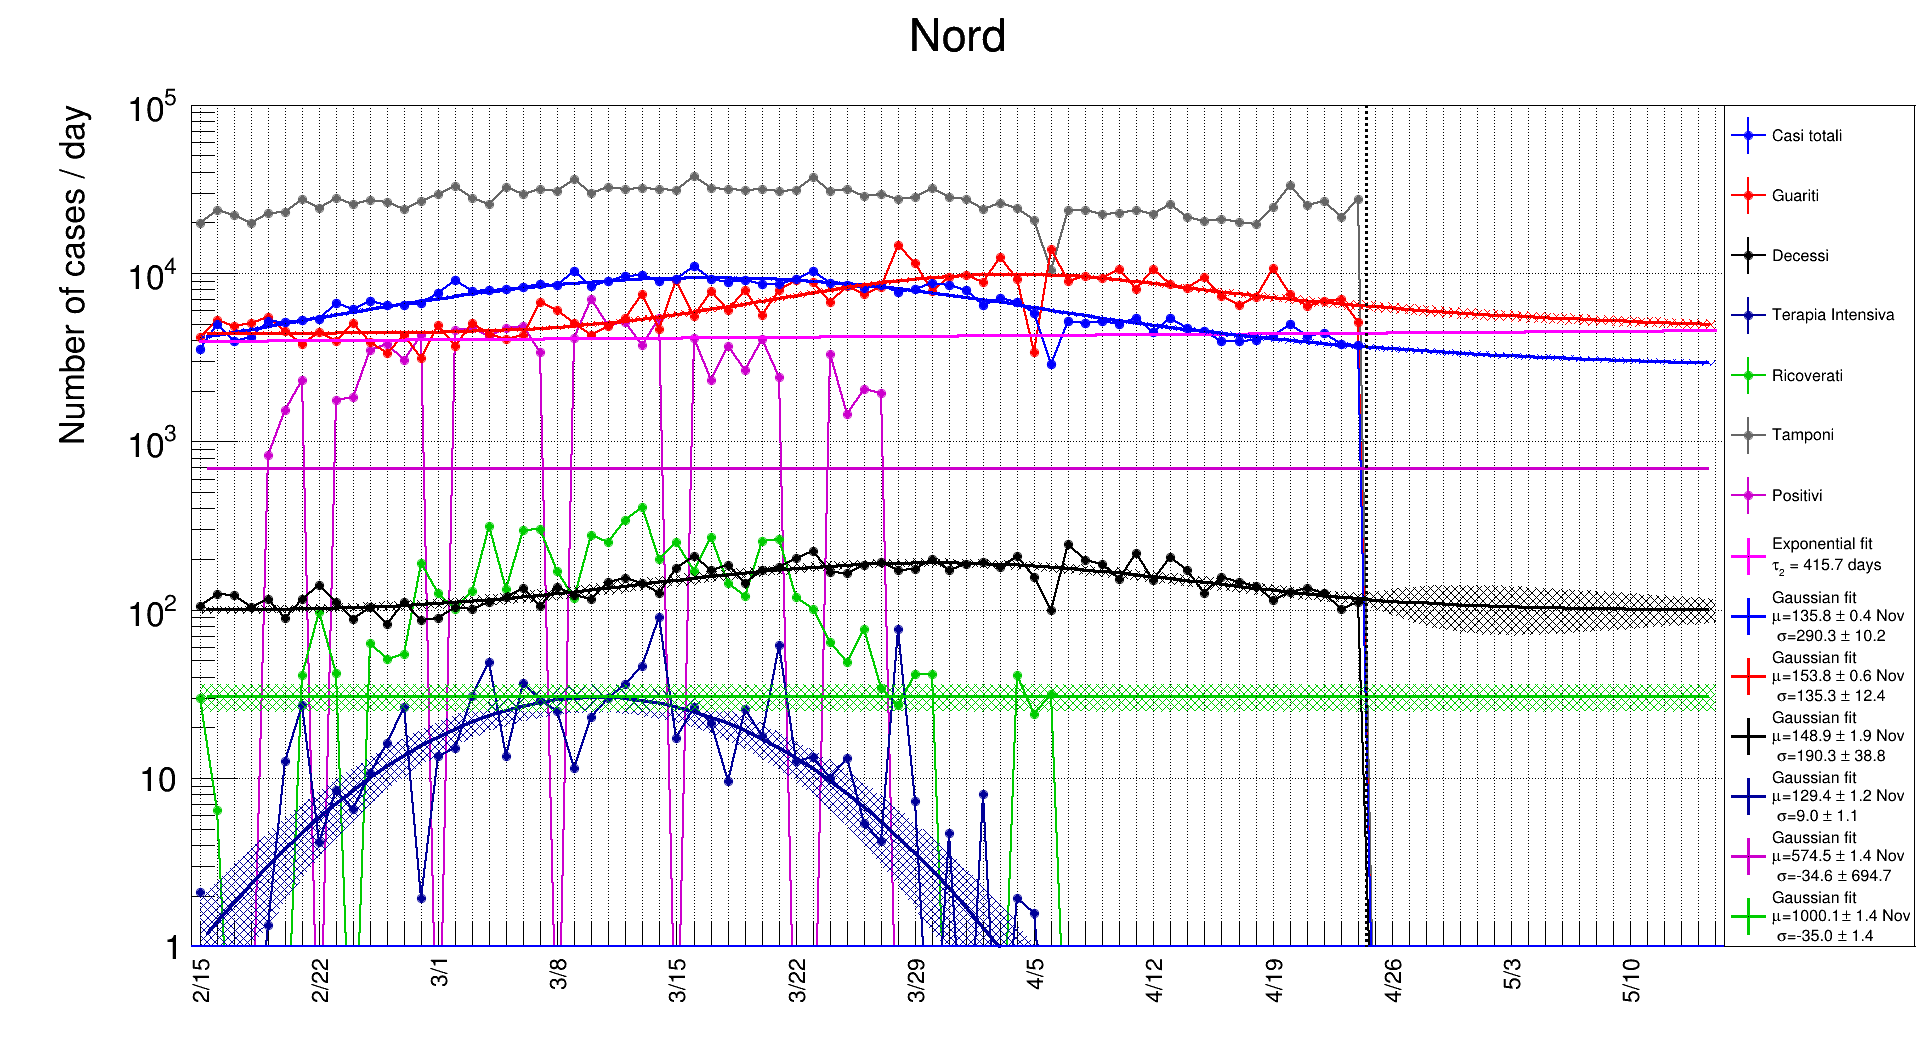 Nord
Number of cases / day
10^5
10^4
10^3
10^2
10
1
2/15
2/22
3/1
3/8
3/15
3/22
3/29
4/5
4/12
4/19
4/26
5/3
5/10
Casi totali
Guariti
Decessi
Terapia Intensiva
Ricoverati
Tamponi
Positivi
Exponential fit
τ_2 = 415.7 days
Gaussian fit
μ=135.8 ± 0.4 Nov
σ=290.3 ± 10.2
Gaussian fit
μ=153.8 ± 0.6 Nov
σ=135.3 ± 12.4
Gaussian fit
μ=148.9 ± 1.9 Nov
σ=190.3 ± 38.8
Gaussian fit
μ=129.4 ± 1.2 Nov
σ=9.0 ± 1.1
Gaussian fit
μ=574.5 ± 1.4 Nov
σ=-34.6 ± 694.7
Gaussian fit
μ=1000.1 ± 1.4 Nov
σ=-35.0 ± 1.4